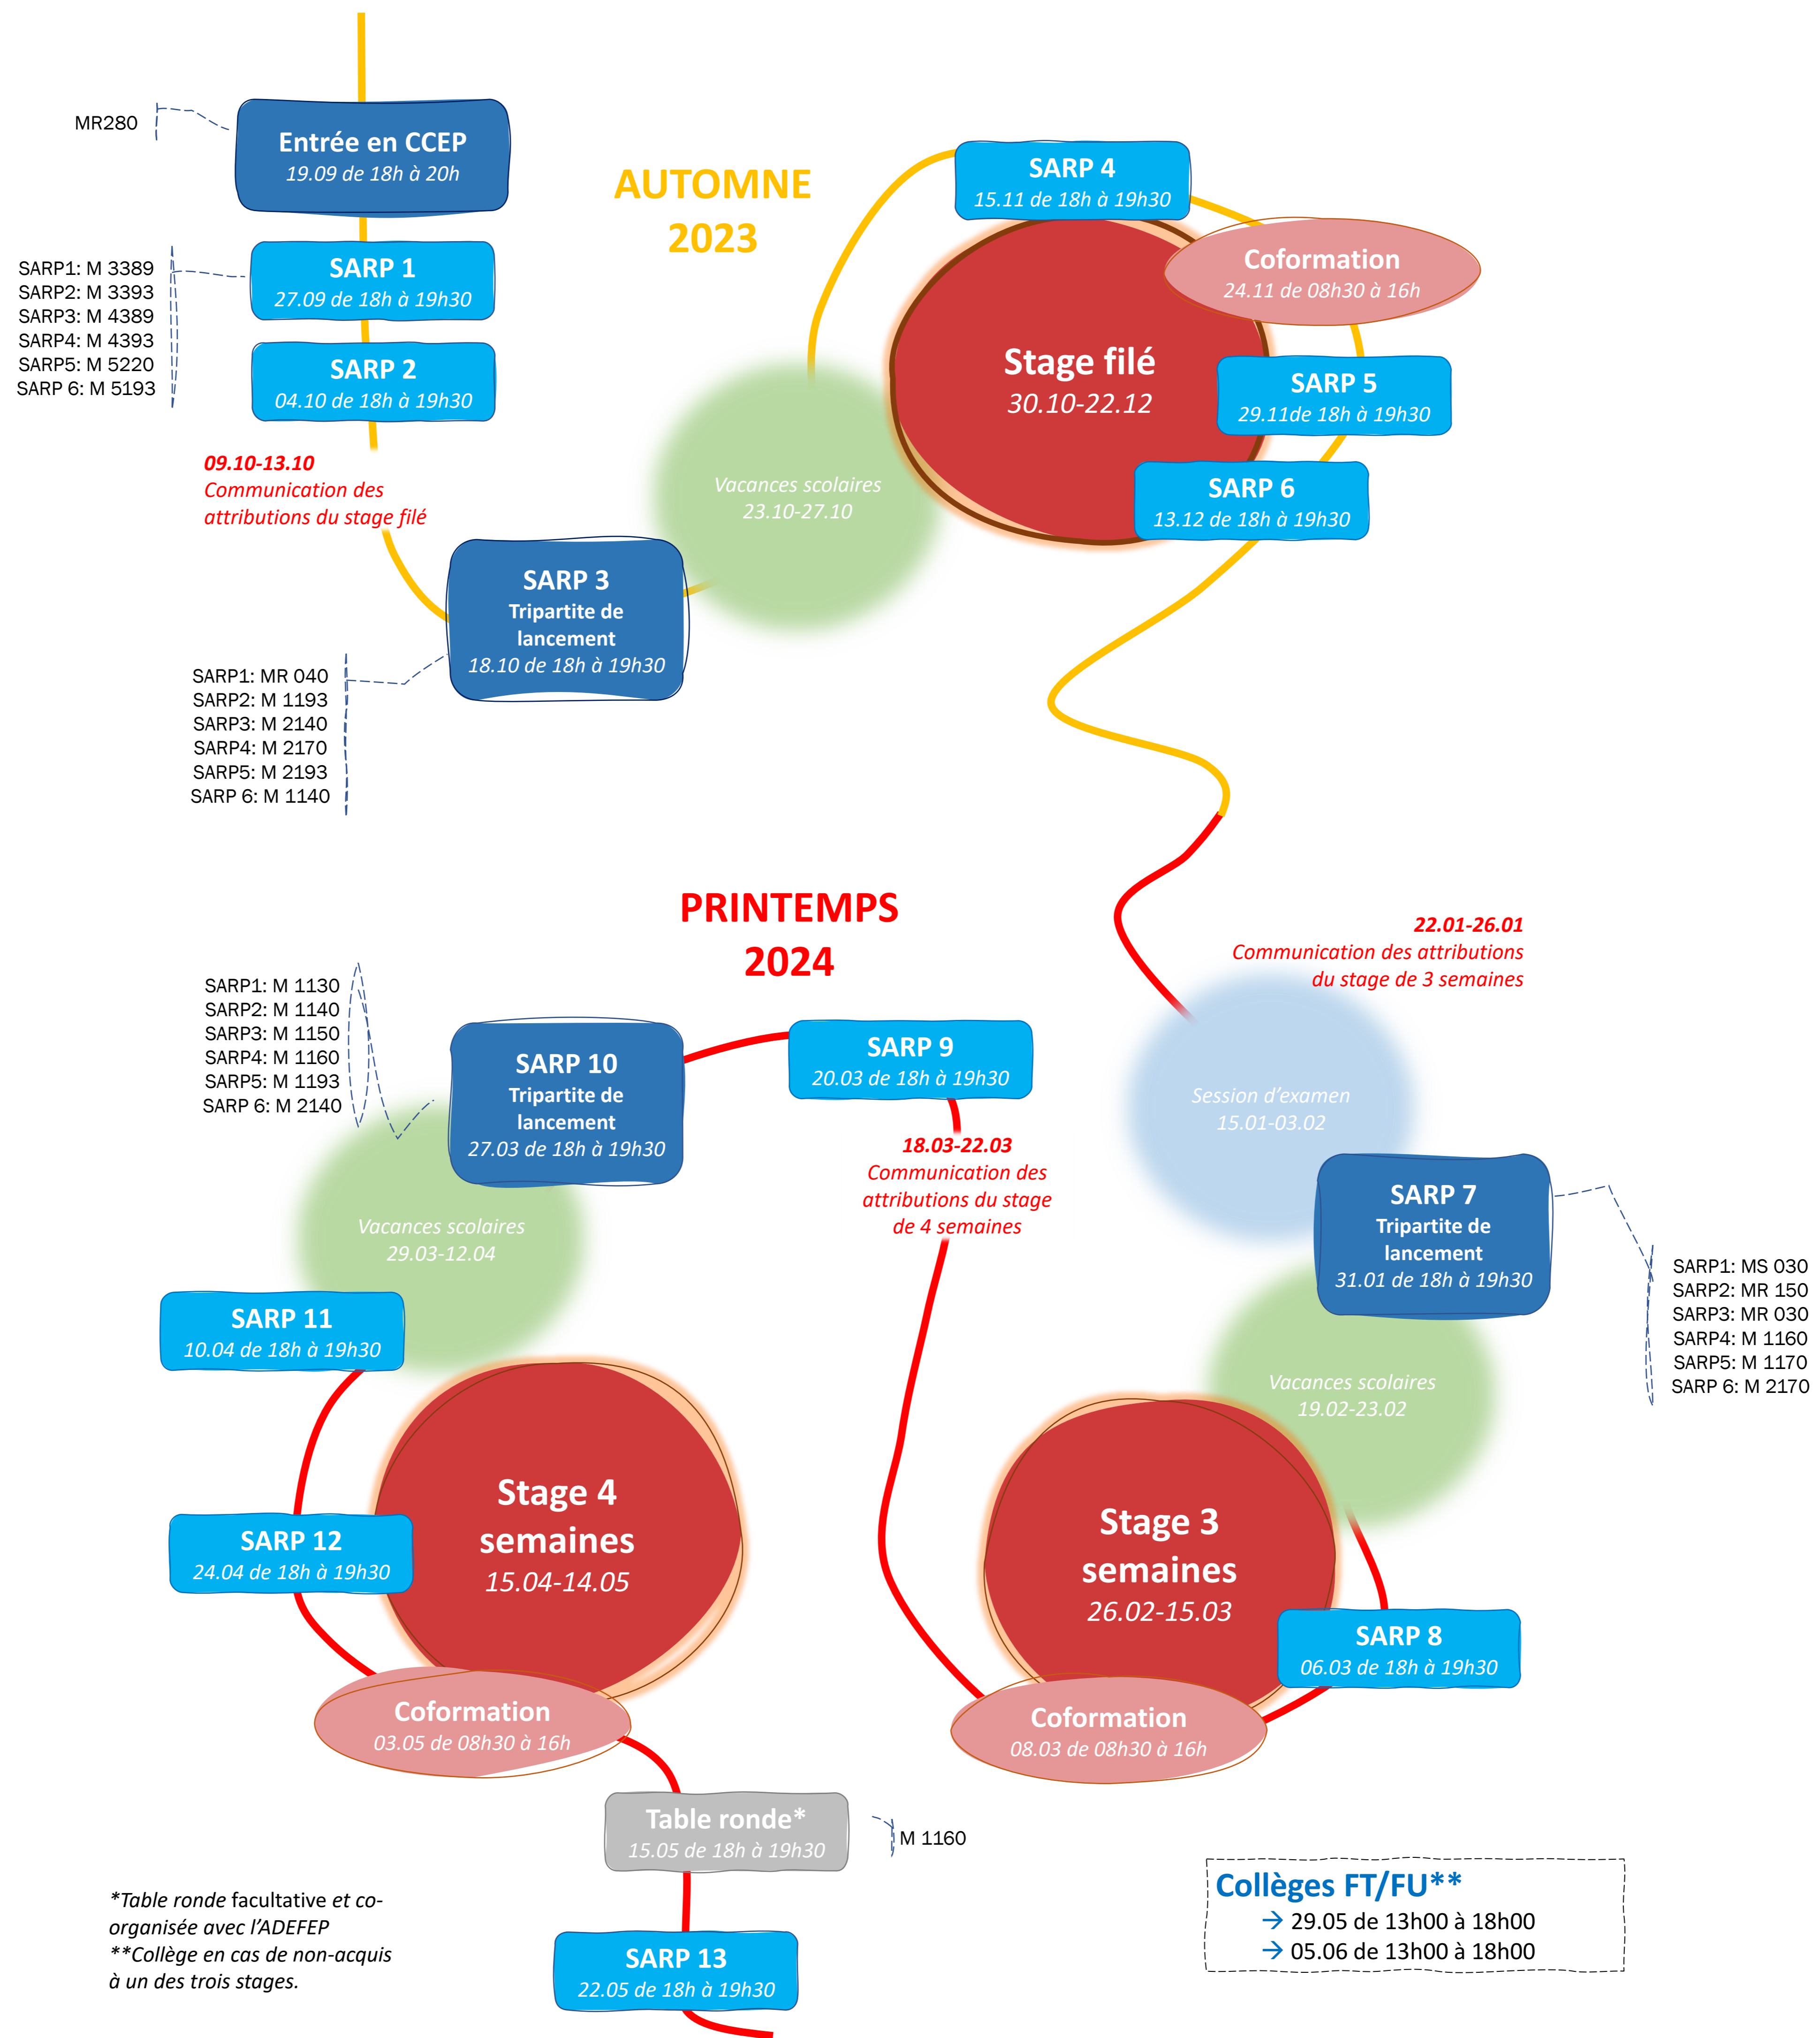 MR280
Entrée en CCEP
19.09 de 18h à 20h
AUTOMNE
2023
SARP1: M 3389
SARP2: M 3393
SARP3: M 4389
SARP4: M 4393
SARP5: M 5220
SARP 6: M 5193
SARP 1
27.09 de 18h à 19h30
SARP 2
04.10 de 18h à 19h30
09.10-13.10
Communication des
attributions du stage filé
SARP 3
Tripartite de
lancement
18.10 de 18h à 19h30
SARP1: MR 040
SARP2: M 1193
SARP3: M 2140
SARP4: M 2170
SARP5: M 2193
SARP 6: M 1140
Vacances scolaires
23.10-27.10
SARP 4
15.11 de 18h à 19h30
Coformation
24.11 de 08h30 à 16h
Stage filé
30.10-22.12
SARP 5
29.11de 18h à 19h30
SARP 6
13.12 de 18h à 19h30
PRINTEMPS
2024
22.01-26.01
Communication des attributions
du stage de 3 semaines
Session d'examen
15.01-03.02
SARP 7
Tripartite de
lancement
31.01 de 18h à 19h30
SARP1: MS 030
SARP2: MR 150
SARP3: MR 030
SARP4: M 1160
SARP5: M 1170
SARP 6: M 2170
Vacances scolaires
19.02-23.02
Stage 3
semaines
26.02-15.03
SARP 8
06.03 de 18h à 19h30
Coformation
08.03 de 08h30 à 16h
18.03-22.03
Communication des
attributions du stage
de 4 semaines
SARP 9
20.03 de 18h à 19h30
SARP 10
Tripartite de
lancement
27.03 de 18h à 19h30
SARP1: M 1130
SARP2: M 1140
SARP3: M 1150
SARP4: M 1160
SARP5: M 1193
SARP 6: M 2140
Vacances scolaires
29.03-12.04
SARP 11
10.04 de 18h à 19h30
Stage 4
semaines
15.04-14.05
SARP 12
24.04 de 18h à 19h30
Coformation
03.05 de 08h30 à 16h
Table ronde*
15.05 de 18h à 19h30
M 1160
SARP 13
22.05 de 18h à 19h30
*Table ronde facultative et co-
organisée avec l'ADEFEP
**Collège en cas de non-acquis
à un des trois stages.
Collèges FT/FU**
→ 29.05 de 13h00 à 18h00
→ 05.06 de 13h00 à 18h00